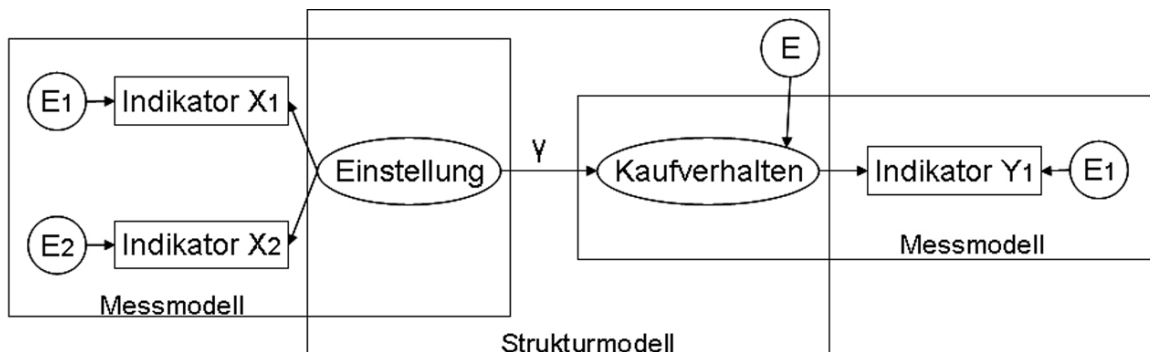 E
E1
Indikator X1
γ
Einstellung
Kaufverhalten
Indikator Y1
E1
E2
Indikator X2
Messmodell
Messmodell
Strukturmodell